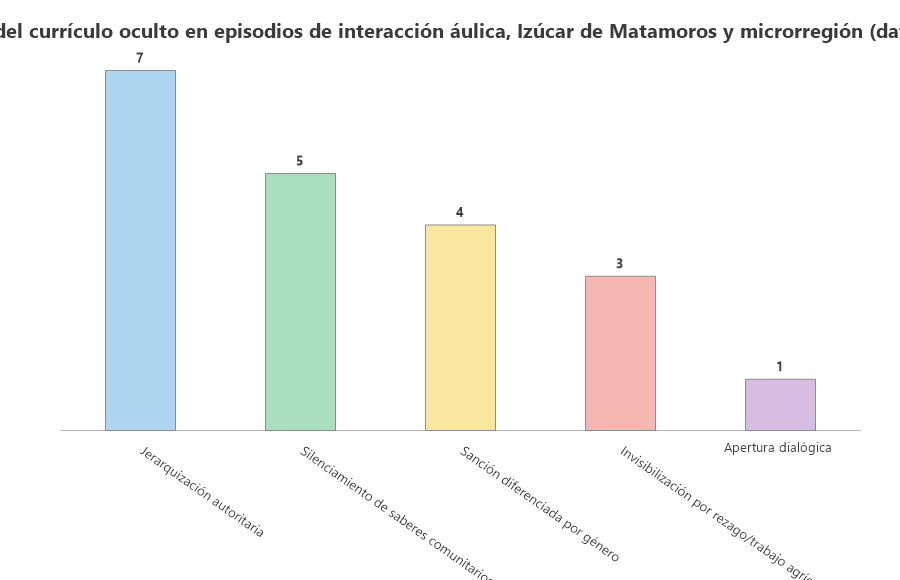 del currículo oculto en episodios de interacción áulica, Izúcar de Matamoros y microrregión
7
5
4
3
1
Jerarquización autoritaria
Silenciamiento de saberes comunitarios
Sanción diferenciada por género
Invisibilización por rezago/trabajo
Apertura dialógica